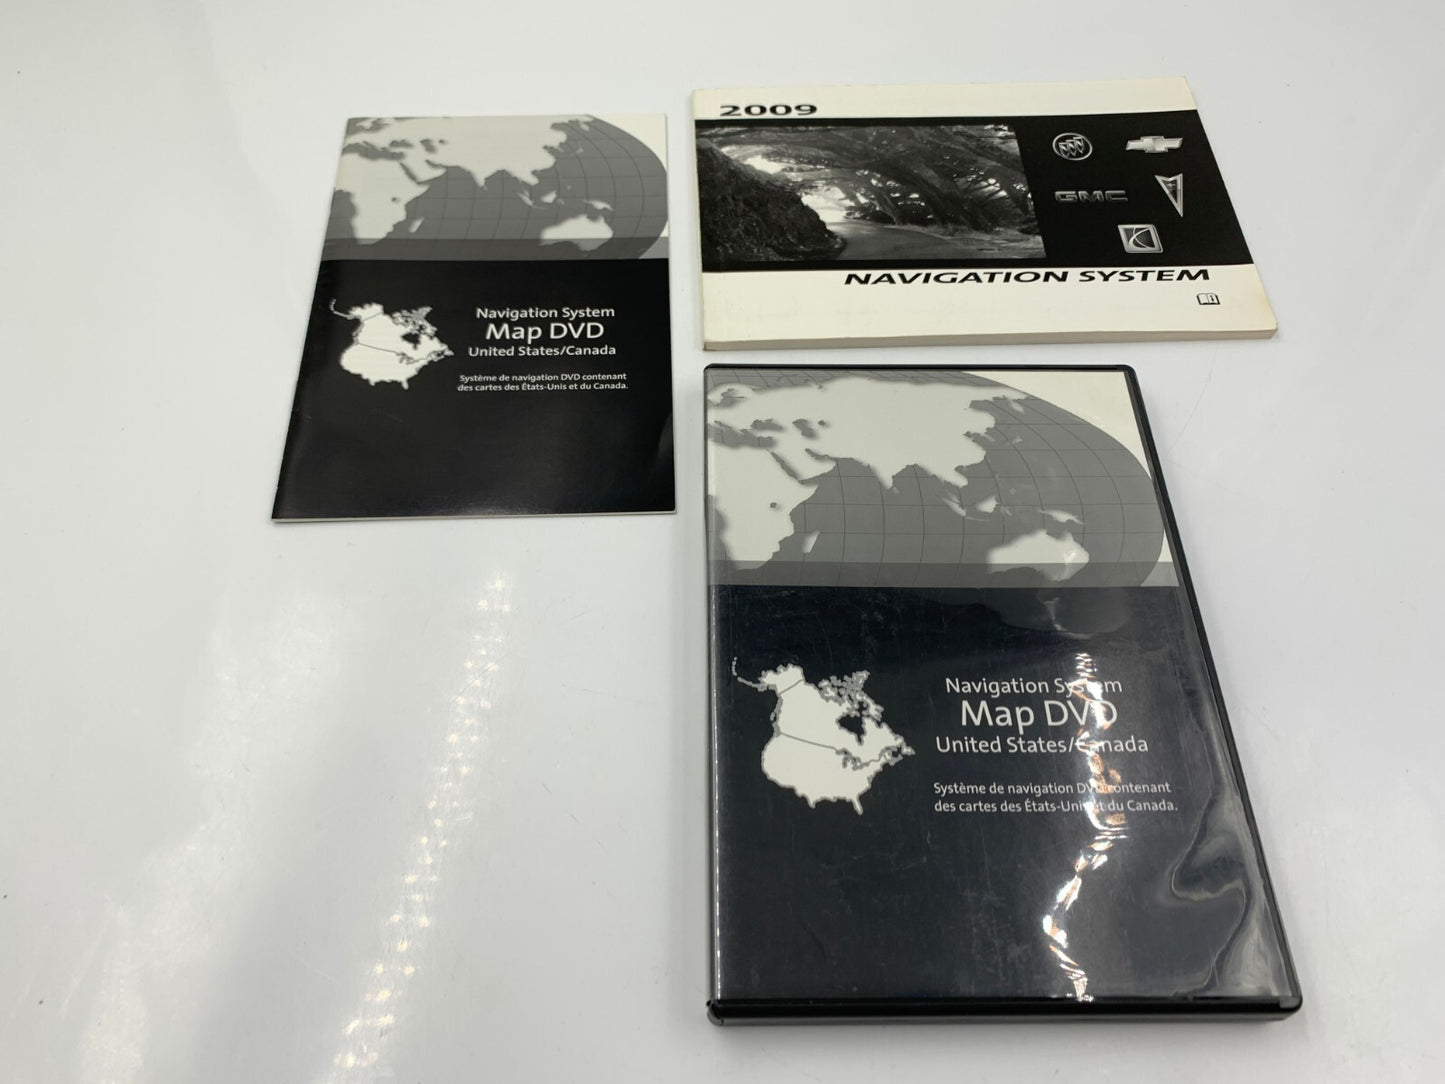 Navigation System
Map DVD
United States/Canada
Système de navigation DVD contenant
des cartes des États-Unis et du Canada.
2009
GMC
NAVIGATION SYSTEM
Navigation System
Map DVD
United States/Canada
Système de navigation DVD contenant
des cartes des États-Unis et du Canada.